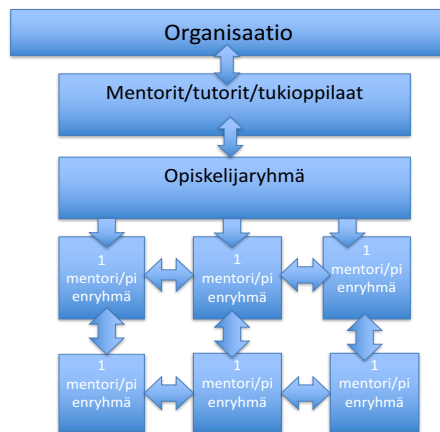 Organisaatio
Mentorit/tutorit/tukioppilaat
Opiskelijaryhmä
1
mentori/pi
enryhmä
1
mentori/pi
enryhmä
1
mentori/pi
enryhmä
1
mentori/pi
enryhmä
1
mentori/pi
enryhmä
1
mentori/pi
enryhmä